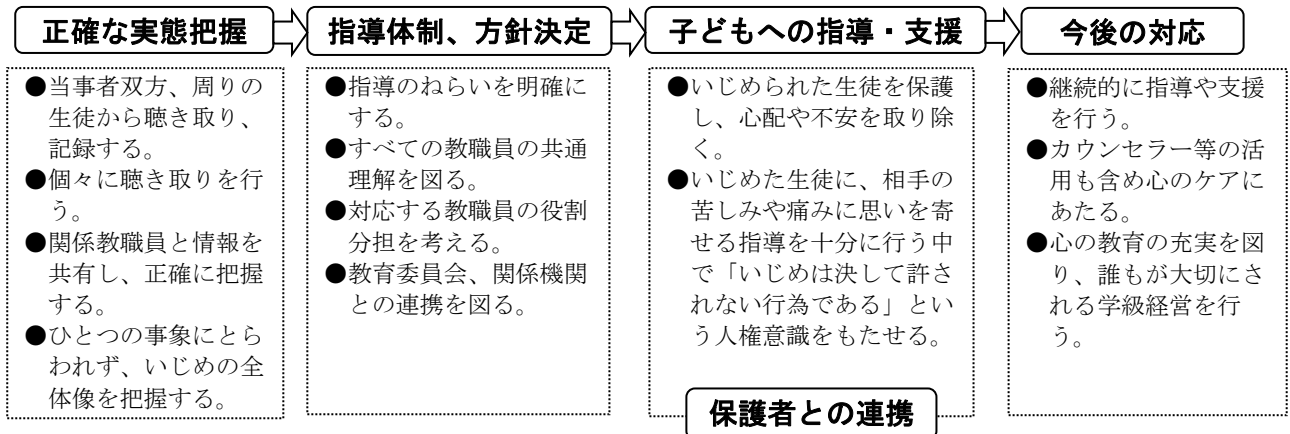 正確な実態把握
●当事者双方、周りの
生徒から聴き取り、
記録する。
●個々に聴き取りを行
う。
●関係教職員と情報を
共有し、正確に把握
する。
●ひとつの事象にとら
われず、いじめの全
体像を把握する。
指導体制、方針決定
●指導のねらいを明確に
する。
●すべての教職員の共通
理解を図る。
●対応する教職員の役割
分担を考える。
●教育委員会、関係機関
との連携を図る。
子どもへの指導・支援
●いじめられた生徒を保護
し、心配や不安を取り除
く。
●いじめた生徒に、相手の
苦しみや痛みに思いを寄
せる指導を十分に行う中
で「いじめは決して許さ
れない行為である」とい
う人権意識をもたせる。
保護者との連携
今後の対応
●継続的に指導や支援
を行う。
●カウンセラー等の活
用も含め心のケアに
あたる。
●心の教育の充実を図
り、誰もが大切にさ
れる学級経営を行
う。